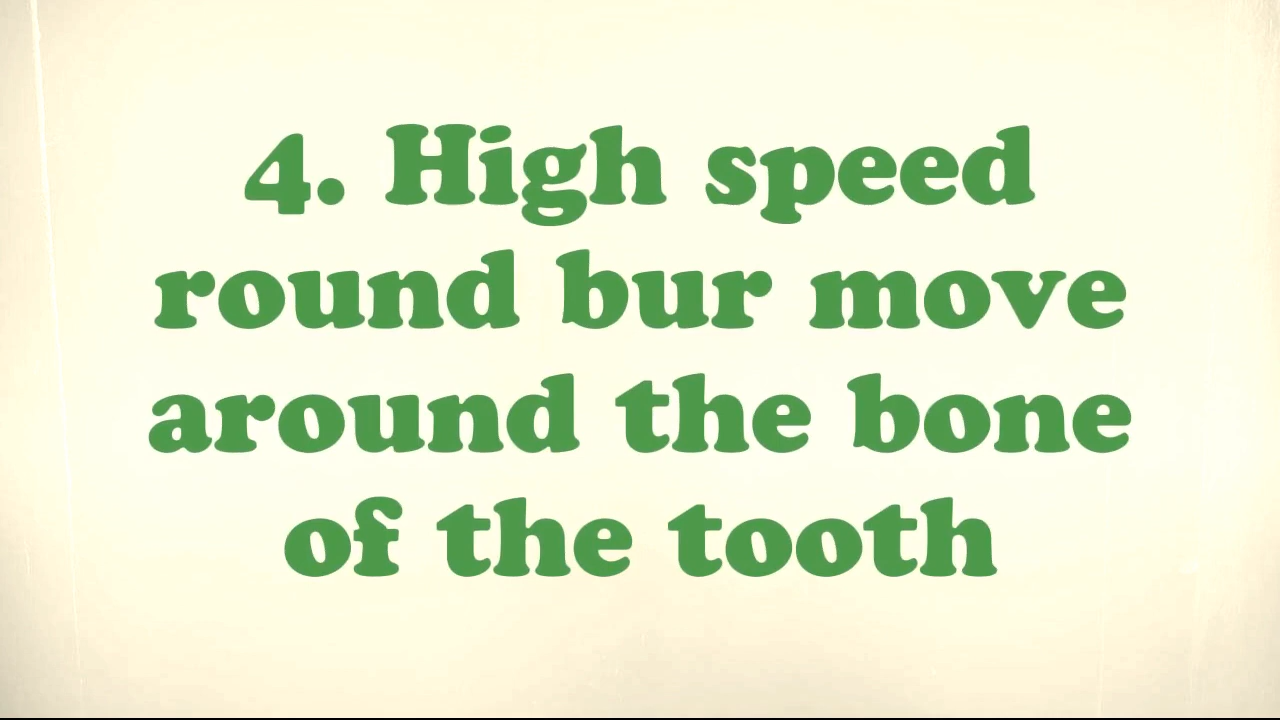 4. High speed
round bur move
around the bone
of the tooth